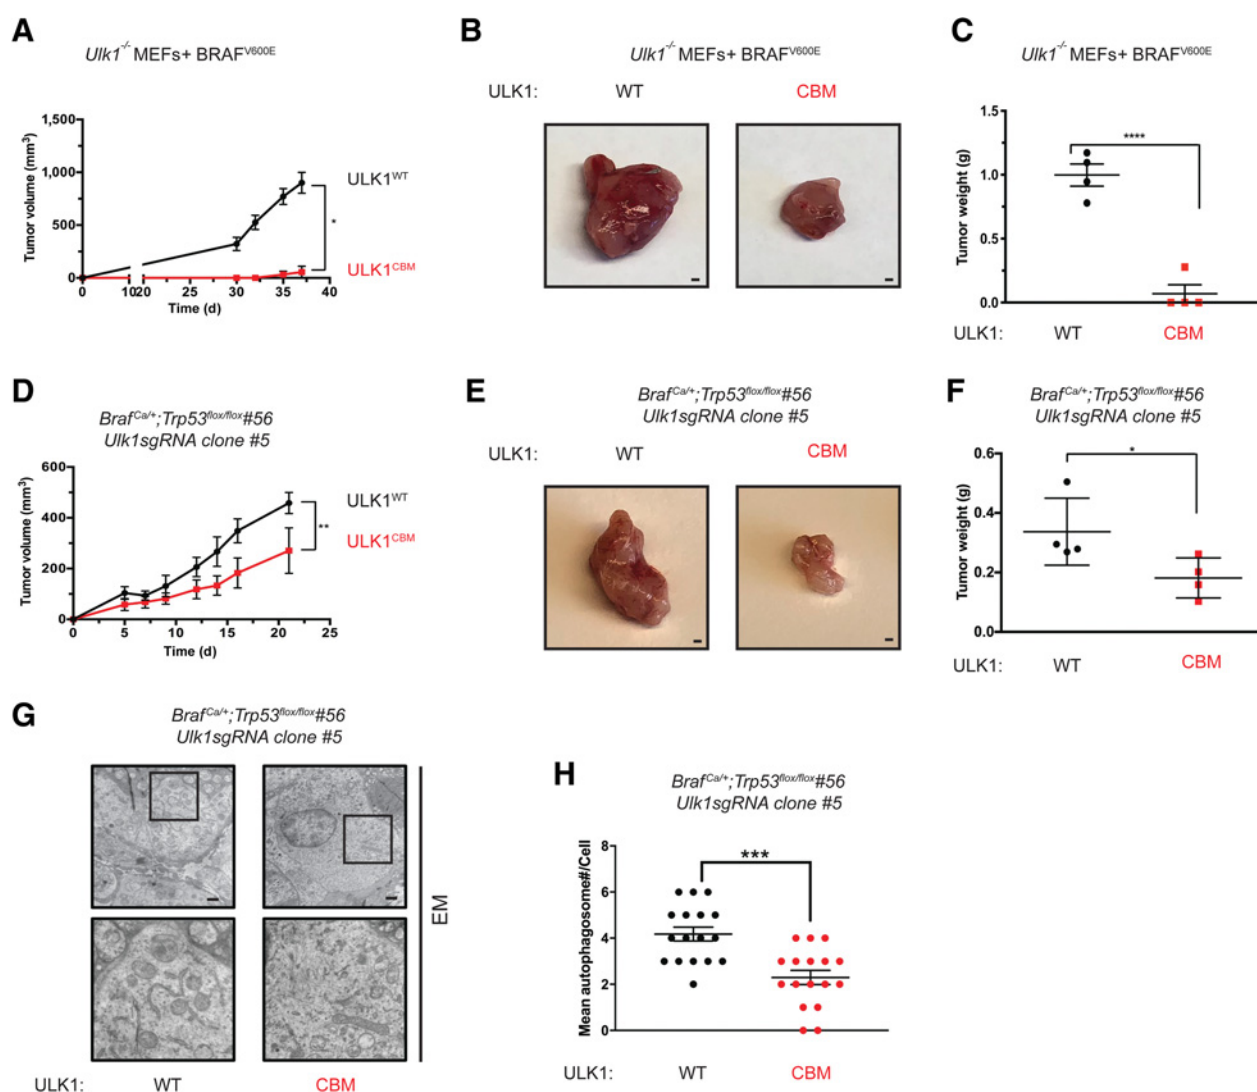 A
Ulk1-/- MEFs+ BRAFV600E
Tumor volume (mm3)
1,500
1,000
500
0
0
10
20
25
30
35
40
Time (d)
ULK1WT
*
ULK1CBM
B
Ulk1-/- MEFs+ BRAFV600E
ULK1:
WT
CBM
C
Ulk1-/- MEFs+ BRAFV600E
Tumor weight (g)
1.5
1.0
0.5
0.0
****
ULK1:
WT
CBM
D
BrafCa/+;Trp53flox/flox#56
Ulk1sgRNA clone #5
Tumor volume (mm3)
600
400
200
0
0
5
10
15
20
25
Time (d)
ULK1WT
**
ULK1CBM
E
BrafCa/+;Trp53flox/flox#56
Ulk1sgRNA clone #5
ULK1:
WT
CBM
F
BrafCa/+;Trp53flox/flox#56
Ulk1sgRNA clone #5
Tumor weight (g)
0.6
0.4
0.2
0.0
*
ULK1:
WT
CBM
G
BrafCa/+;Trp53flox/flox#56
Ulk1sgRNA clone #5
EM
ULK1:
WT
CBM
H
BrafCa/+;Trp53flox/flox#56
Ulk1sgRNA clone #5
Mean autophagosome#/Cell
8
6
4
2
0
***
ULK1:
WT
CBM